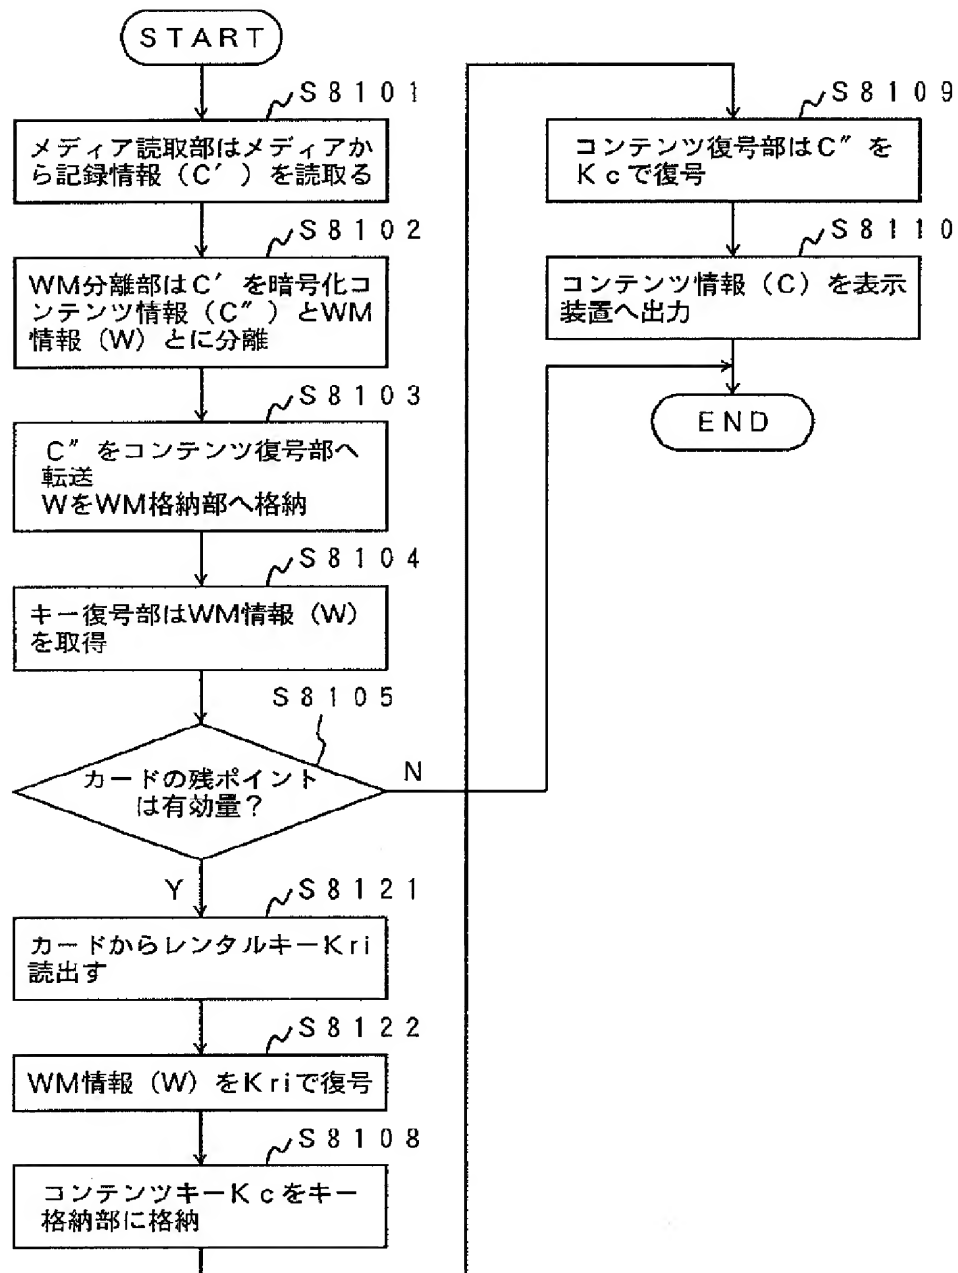 START
S8101
メディア読取部はメディアか
ら記録情報（C′）を読取る
S8102
WM分離部はC′を暗号化コ
ンテンツ情報（C″）とWM
情報（W）とに分離
S8103
C″をコンテンツ復号部へ
転送
WをWM格納部へ格納
S8104
キー復号部はWM情報（W）
を取得
S8105
カードの残ポイント
は有効量？
N
Y
S8121
カードからレンタルキーKri
読出す
S8122
WM情報（W）をKriで復号
S8108
コンテンツキーKcをキー
格納部に格納
S8109
コンテンツ復号部はC″を
Kcで復号
S8110
コンテンツ情報（C）を表示
装置へ出力
END